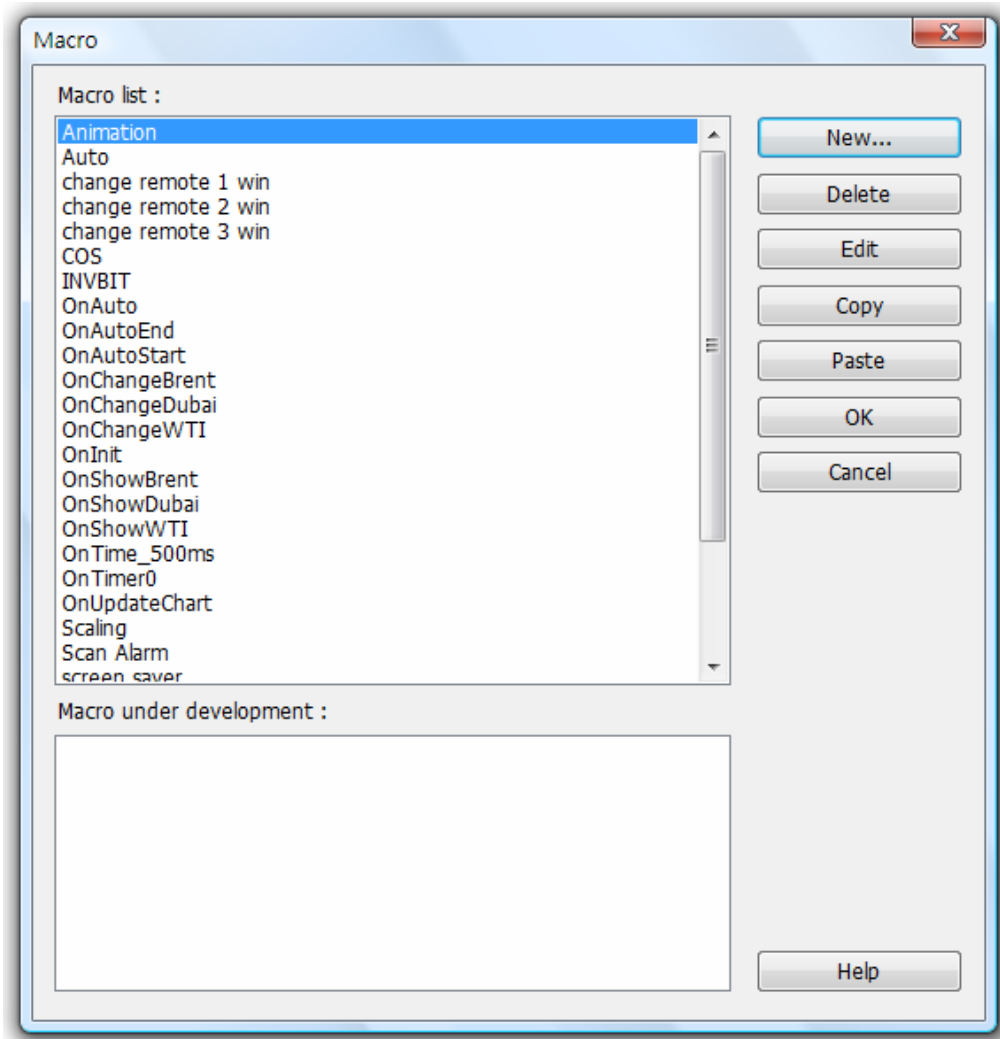 Macro
Macro list :
Animation
Auto
change remote 1 win
change remote 2 win
change remote 3 win
COS
INVBIT
OnAuto
OnAutoEnd
OnAutoStart
OnChangeBrent
OnChangeDubai
OnChangeWTI
OnInit
OnShowBrent
OnShowDubai
OnShowWTI
OnTime_500ms
OnTimer0
OnUpdateChart
Scaling
Scan Alarm
screen saver
New...
Delete
Edit
Copy
Paste
OK
Cancel
Macro under development :
Help